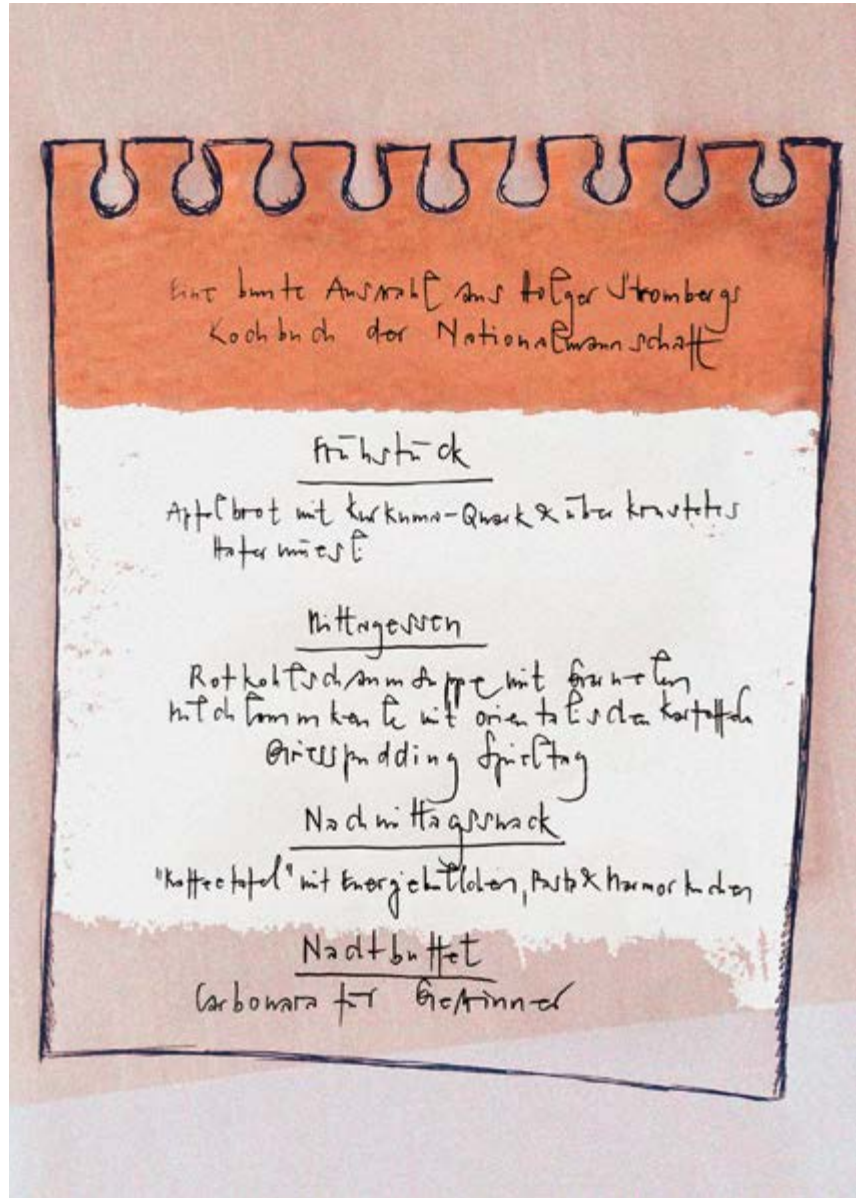 Eine bunte Auswahl aus Holger Strombergs
Kochbuch der Nationalmannschaft
Frühstück
Apfelbrot mit Kurkuma-Quark & überkrustetes
Hafermüesli
Mittagessen
Rotkohlschaumsuppe mit Garnelen
Milchlammkeule mit orientalischen Kartoffeln
Griesspudding Spieltag
Nachmittagssnack
"Kaffeetafel" mit Energiebällchen, Pasta & Marmorkuchen
Nachtbuffet
Carbonara für Gewinner